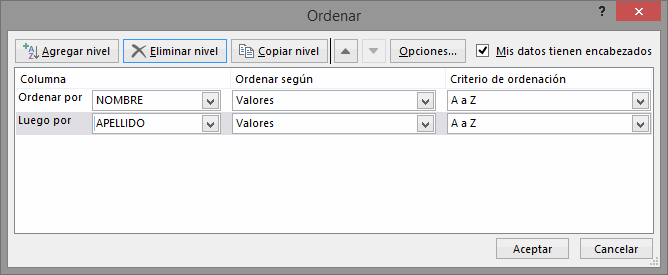 Ordenar
Agregar nivel Eliminar nivel Copiar nivel Opciones... Mis datos tienen encabezados
Columna Ordenar según Criterio de ordenación
Ordenar por NOMBRE Valores A a Z
Luego por APELLIDO Valores A a Z
Aceptar Cancelar